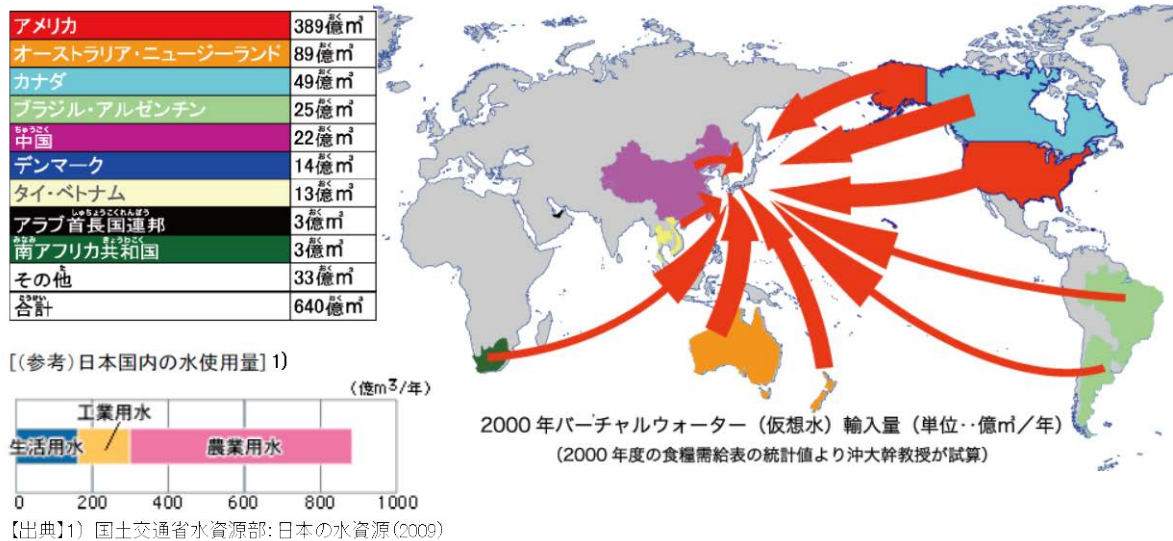 アメリカ 389億㎥
オーストラリア・ニュージーランド 89億㎥
カナダ 49億㎥
ブラジル・アルゼンチン 25億㎥
中国 22億㎥
デンマーク 14億㎥
タイ・ベトナム 13億㎥
アラブ首長国連邦 3億㎥
南アフリカ共和国 3億㎥
その他 33億㎥
合計 640億㎥
[(参考)日本国内の水使用量] 1)
(億m³/年)
工業用水
生活用水 農業用水
0 200 400 600 800 1000
【出典】1) 国土交通省水資源部:日本の水資源(2009)
2000年バーチャルウォーター(仮想水)輸入量(単位‥億㎥/年)
(2000年度の食糧需給表の統計値より沖大幹教授が試算)